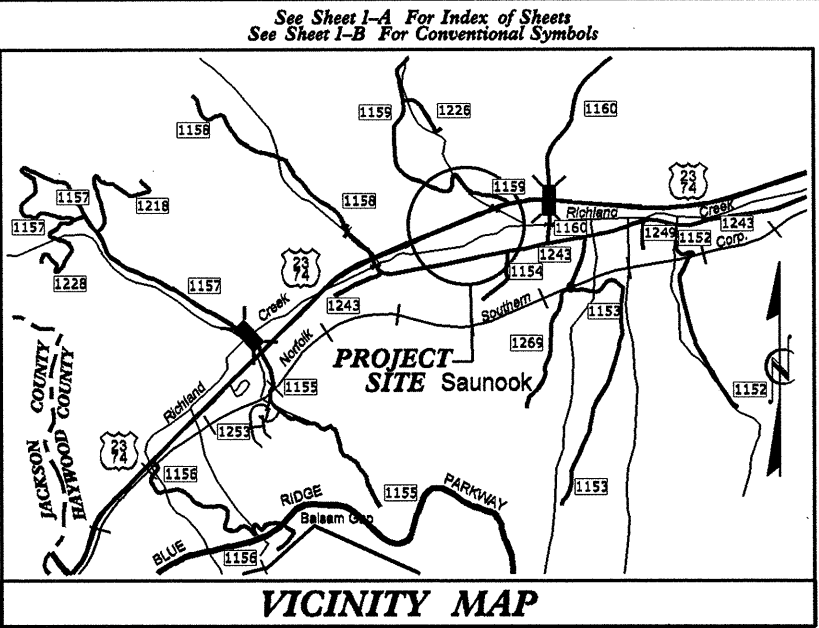 See Sheet 1-A For Index of Sheets
See Sheet 1-B For Conventional Symbols
1158
1159
1226
1160
1157
1218
1157
1158
1159
23
74
Richland Creek
1160
1249
1152
1243
Corp.
1228
1157
23
74
1243
1154
1243
Creek
Norfolk
Southern
1153
1269
PROJECT
SITE
Saunook
JACKSON COUNTY
HAYWOOD COUNTY
Richland
1155
1152
1253
23
74
1156
1153
RIDGE
1155
PARKWAY
Balsam Gap
BLUE
1156
N
VICINITY MAP